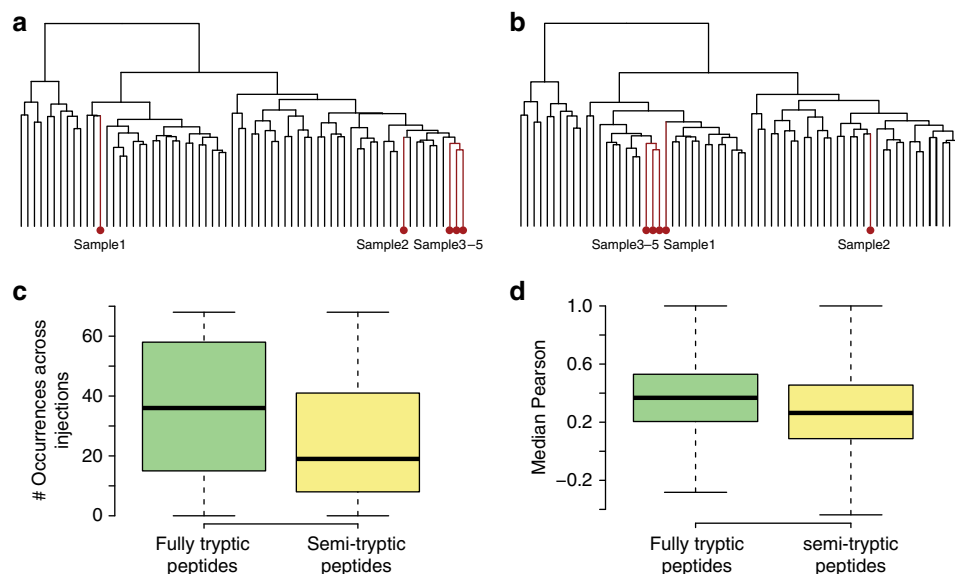 a
b
Sample1
Sample2
Sample3–5
Sample3–5
Sample1
Sample2
c
# Occurrences across
injections
60
40
20
0
Fully tryptic
peptides
Semi-tryptic
peptides
d
Median Pearson
1.0
0.6
0.2
−0.2
Fully tryptic
peptides
semi-tryptic
peptides